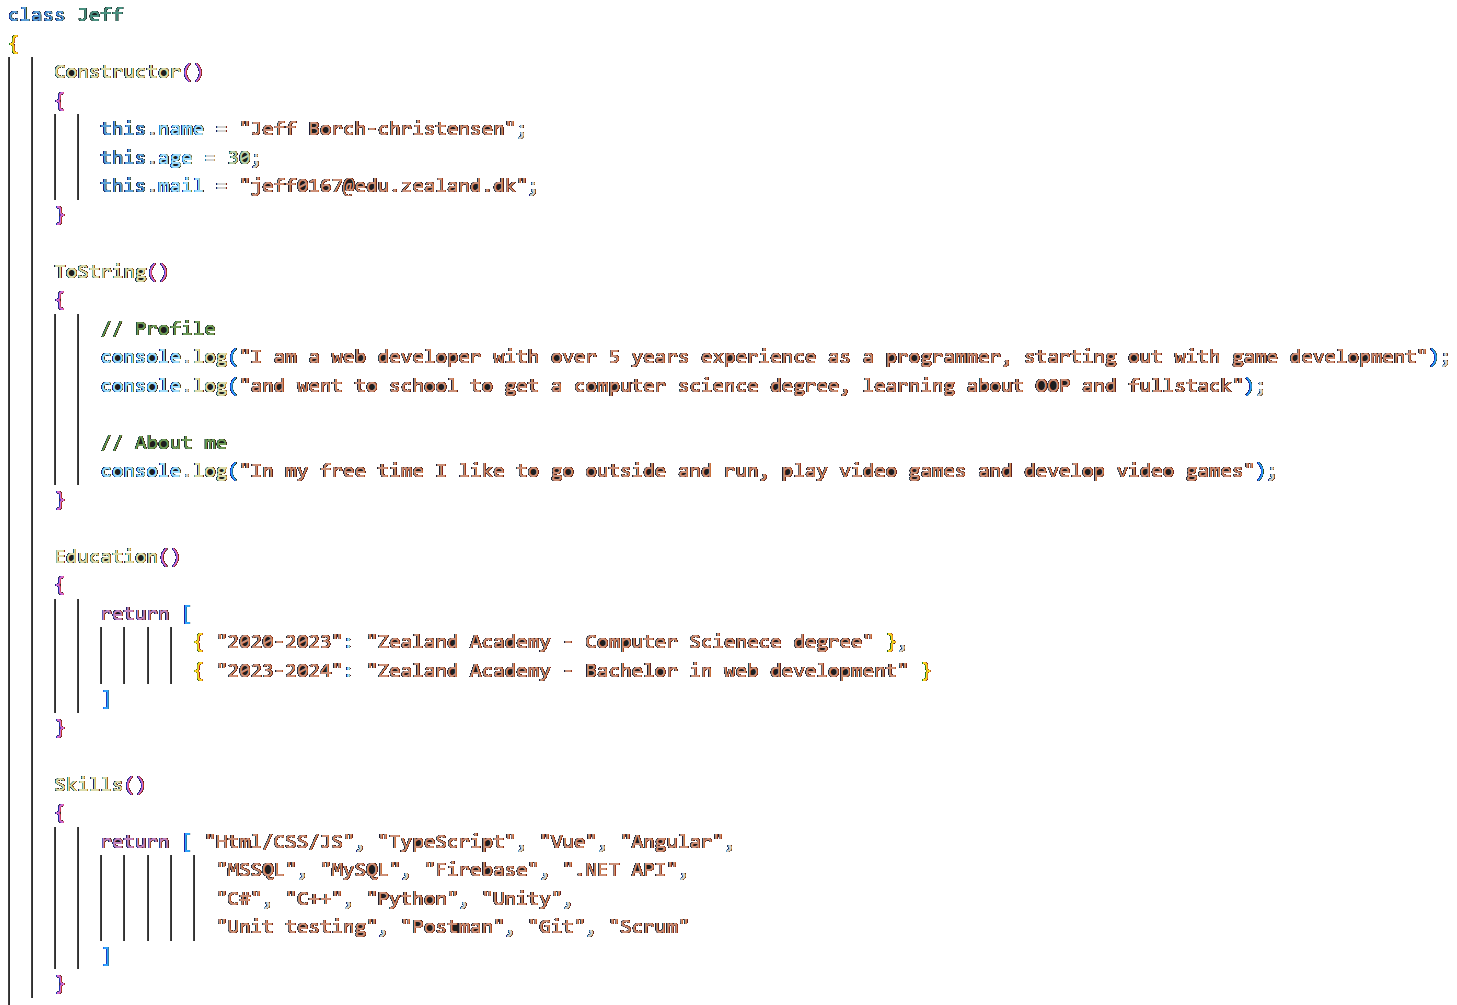 class Jeff
{
Constructor()
{
this.name = "Jeff Borch-christensen";
this.age = 30;
this.mail = "jeff0167@edu.zealand.dk";
}
ToString()
{
// Profile
console.log("I am a web developer with over 5 years experience as a programmer, starting out with game development");
console.log("and went to school to get a computer science degree, learning about OOP and fullstack");
// About me
console.log("In my free time I like to go outside and run, play video games and develop video games");
}
Education()
{
return [
{ "2020-2023": "Zealand Academy - Computer Scienece degree" },
{ "2023-2024": "Zealand Academy - Bachelor in web development" }
]
}
Skills()
{
return [ "Html/CSS/JS", "TypeScript", "Vue", "Angular",
"MSSQL", "MySQL", "Firebase", ".NET API",
"C#", "C++", "Python", "Unity",
"Unit testing", "Postman", "Git", "Scrum"
]
}